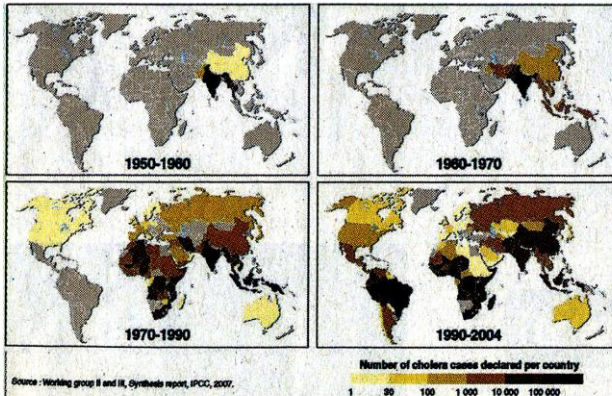 1950-1960
1960-1970
1970-1990
1990-2004
Number of cholera cases declared per country
1 30 100 1 000 10 000 100 000
Source : Working group II and III, Synthesis report, IPCC, 2007.